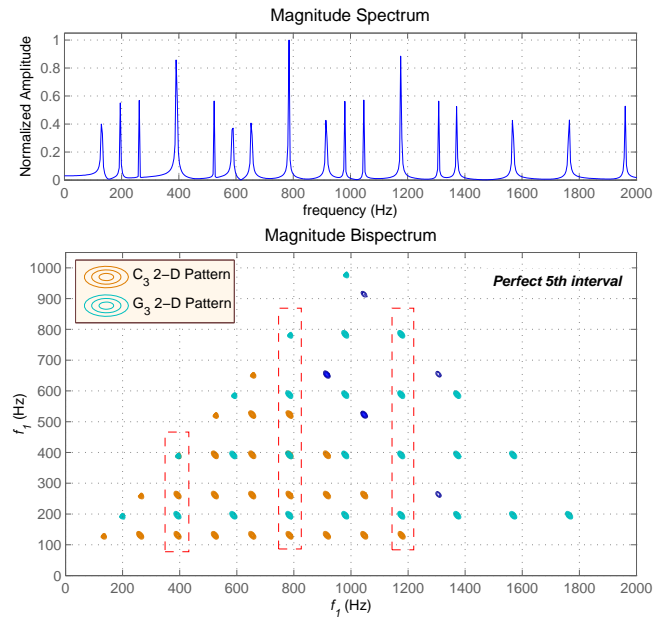 Magnitude Spectrum
Normalized Amplitude
1
0.8
0.6
0.4
0.2
0
0 200 400 600 800 1000 1200 1400 1600 1800 2000
frequency (Hz)
Magnitude Bispectrum
C3 2−D Pattern
G3 2−D Pattern
Perfect 5th interval
f1 (Hz)
1000
900
800
700
600
500
400
300
200
100
0
0 200 400 600 800 1000 1200 1400 1600 1800 2000
f1 (Hz)